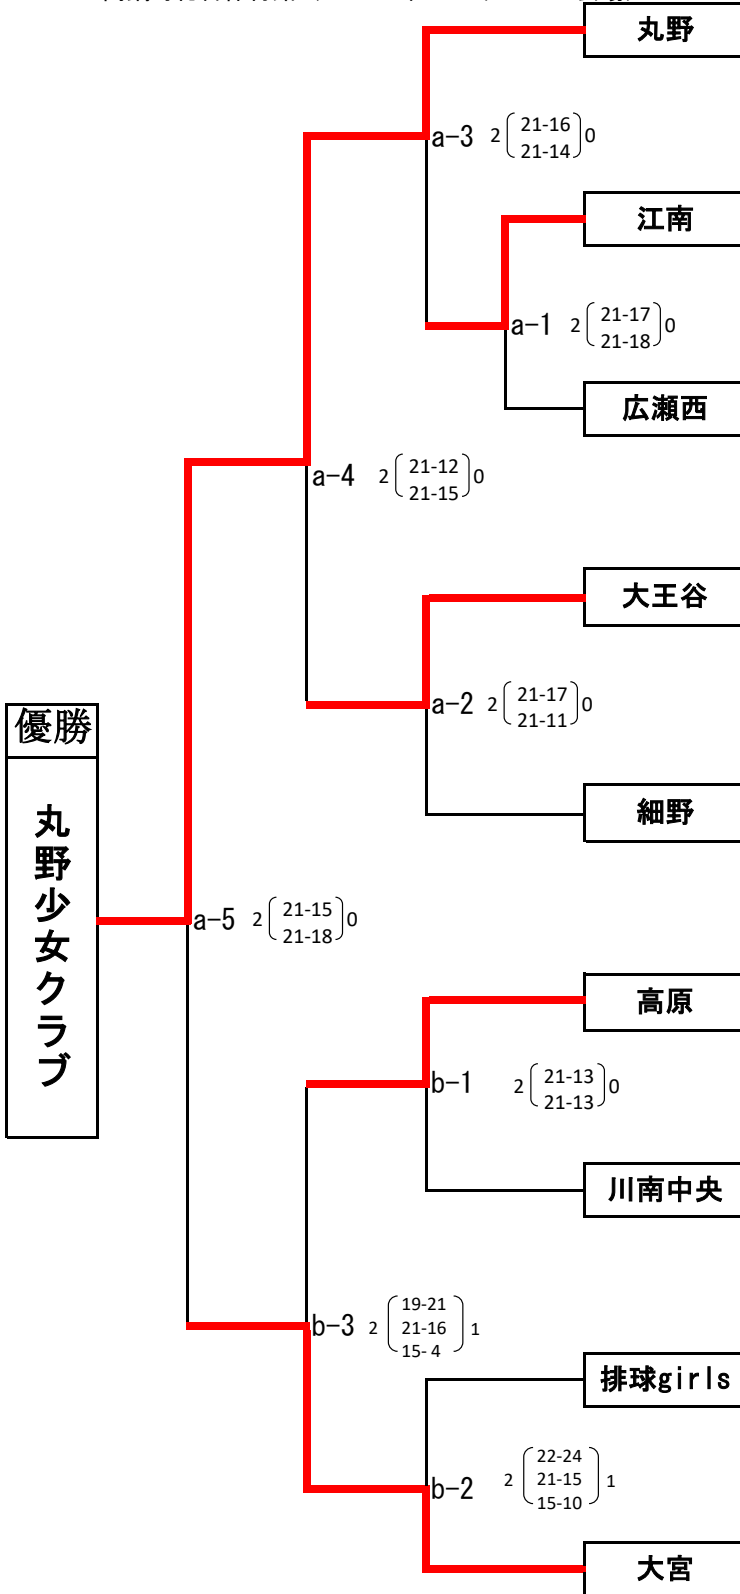 丸野
a-3 2 21-16 0
21-14
江南
a-1 2 21-17 0
21-18
広瀬西
a-4 2 21-12 0
21-15
大王谷
a-2 2 21-17 0
21-11
細野
優勝
丸野少女クラブ
a-5 2 21-15 0
21-18
高原
b-1 2 21-13 0
21-13
川南中央
b-3 2 19-21 1
21-16
15- 4
排球girls
b-2 2 22-24 1
21-15
15-10
大宮